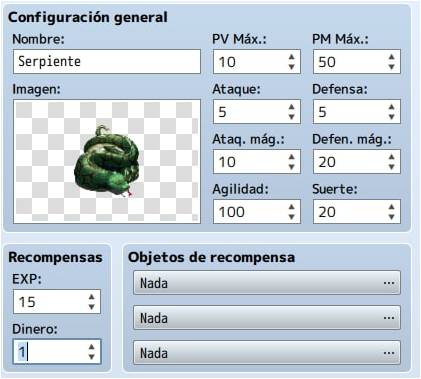 Configuración general
Nombre:
Serpiente
Imagen:
PV Máx.: PM Máx.:
10 50
Ataque: Defensa:
5 5
Ataq. mág.: Defen. mág.:
10 20
Agilidad: Suerte:
100 20
Recompensas
EXP:
15
Dinero:
1
Objetos de recompensa
Nada ...
Nada ...
Nada ...